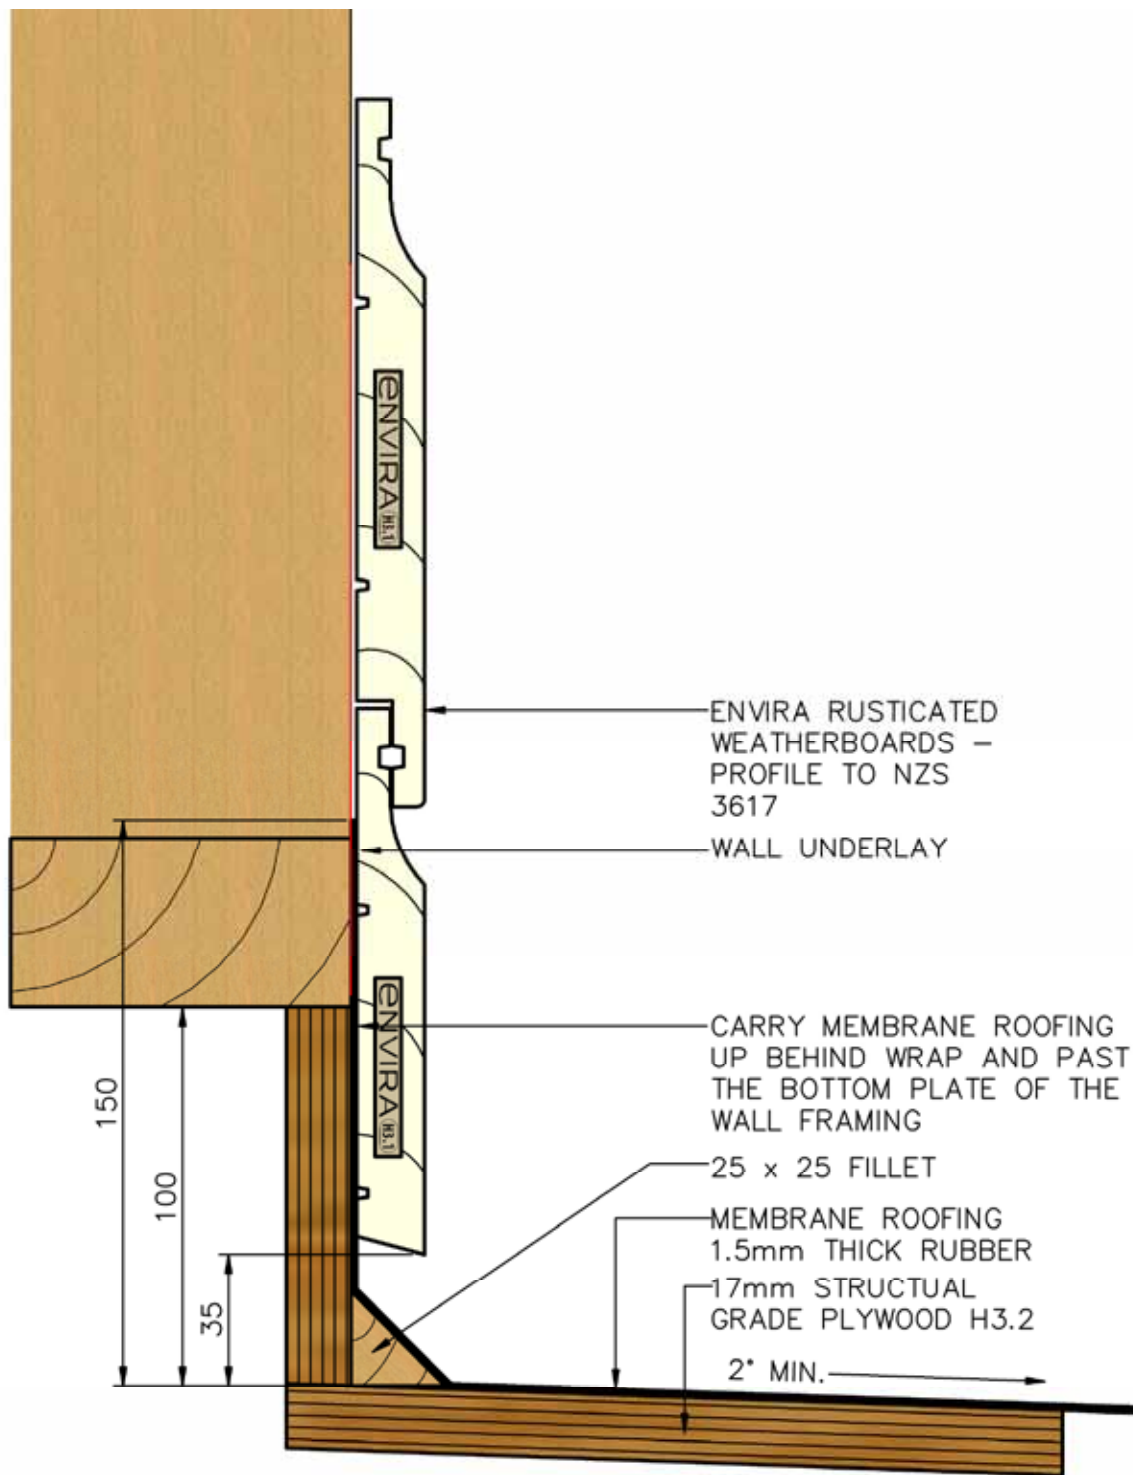 eNVIRA H3.1
ENVIRA RUSTICATED
WEATHERBOARDS –
PROFILE TO NZS
3617
WALL UNDERLAY
eNVIRA H3.1
CARRY MEMBRANE ROOFING
UP BEHIND WRAP AND PAST
THE BOTTOM PLATE OF THE
WALL FRAMING
150
100
35
25 x 25 FILLET
MEMBRANE ROOFING
1.5mm THICK RUBBER
17mm STRUCTUAL
GRADE PLYWOOD H3.2
2° MIN.